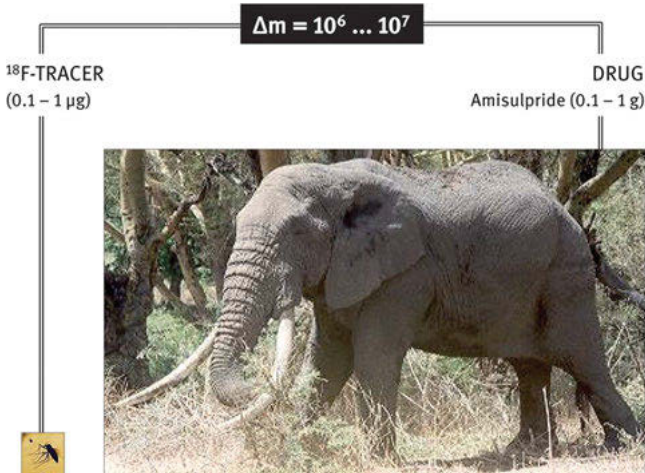 Δm = 10⁶ ... 10⁷
¹⁸F-TRACER
(0.1 – 1 µg)
DRUG
Amisulpride (0.1 – 1 g)